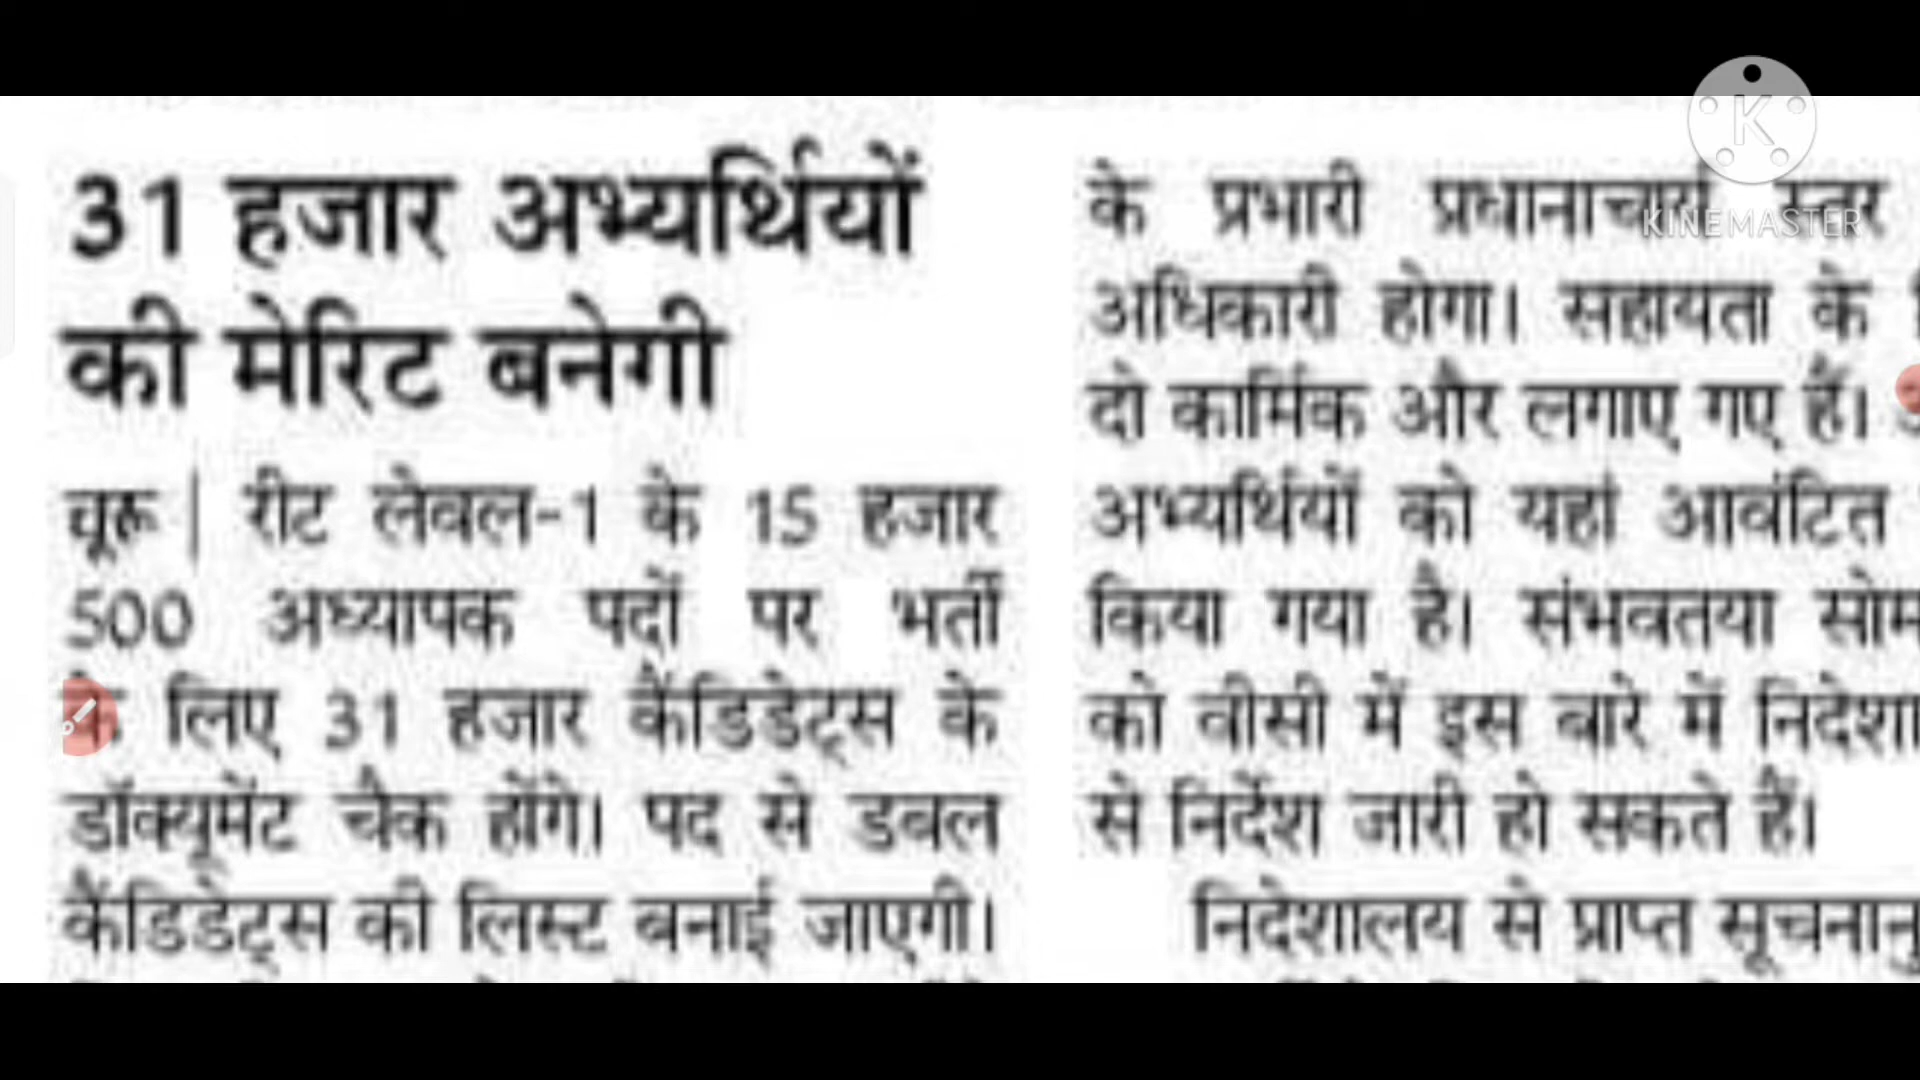 31 हजार अभ्यर्थियों
की मेरिट बनेगी
चूरू | रीट लेवल-1 के 15 हजार
500 अध्यापक पदों पर भर्ती
के लिए 31 हजार कैंडिडेट्स के
डॉक्यूमेंट चैक होंगे। पद से डबल
कैंडिडेट्स की लिस्ट बनाई जाएगी।
के प्रभारी प्रधानाचार्य स्तर
अधिकारी होगा। सहायता के
दो कार्मिक और लगाए गए हैं।
अभ्यर्थियों को यहां आवंटित
किया गया है। संभवतया सोम
को वीसी में इस बारे में निदेशा
से निर्देश जारी हो सकते हैं।
निदेशालय से प्राप्त सूचनानु
K
KINEMASTER